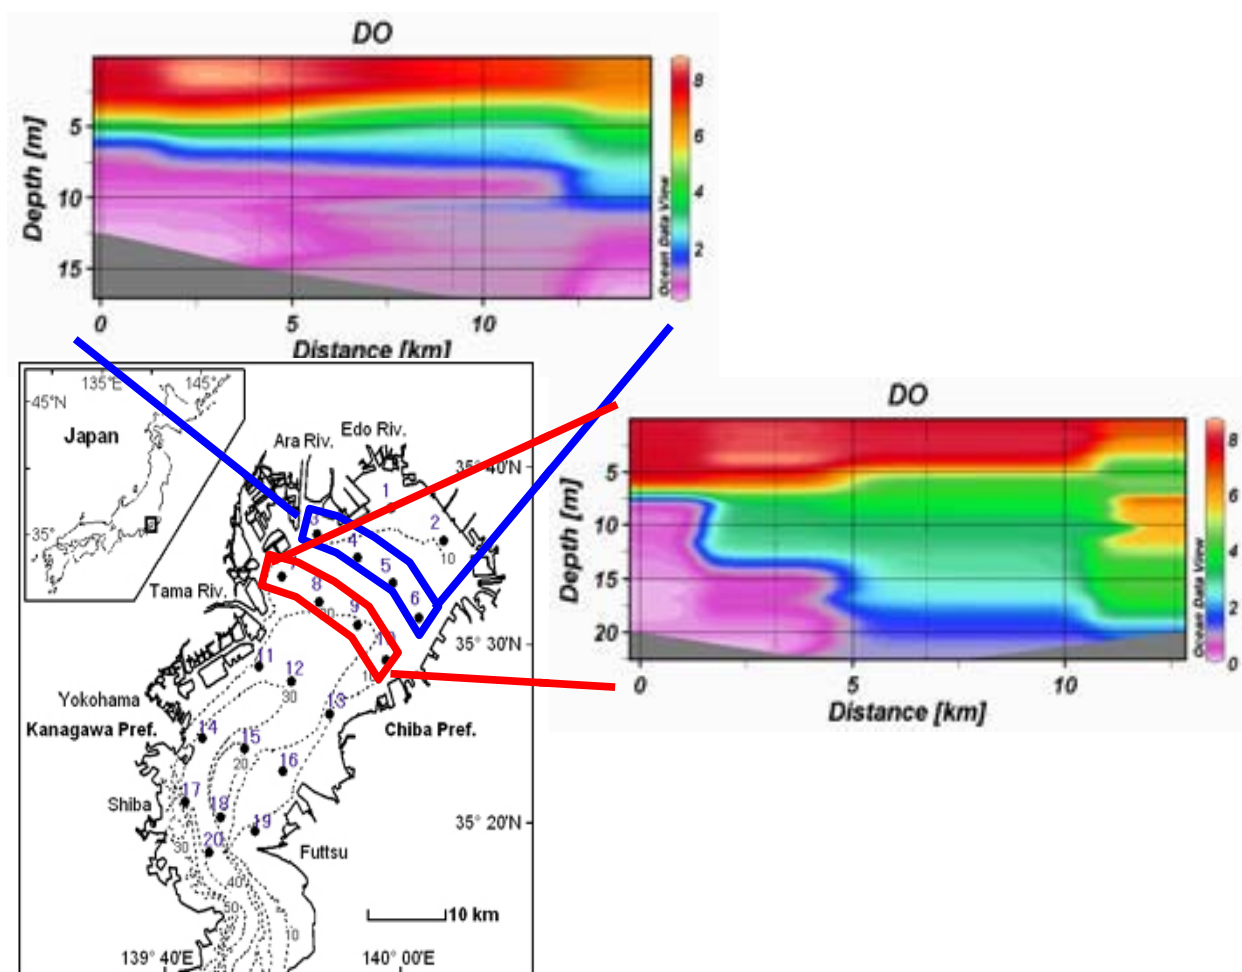 DO
Depth [m]
5
10
15
0
5
10
Distance [km]
8
6
4
2
Ocean Data View
DO
Depth [m]
5
10
15
20
0
5
10
Distance [km]
8
6
4
2
0
Ocean Data View
135°E
145°
45°N
Japan
35°
Ara Riv.
Edo Riv.
35° 40'N
1
2
3
4
10
5
6
Tama Riv.
8
9
10
35° 30'N
11
12
30
13
Yokohama
Kanagawa Pref.
Chiba Pref.
14
15
20
16
17
Shiba
18
19
35° 20'N
20
30
Futtsu
40
50
10
10 km
139° 40'E
140° 00'E